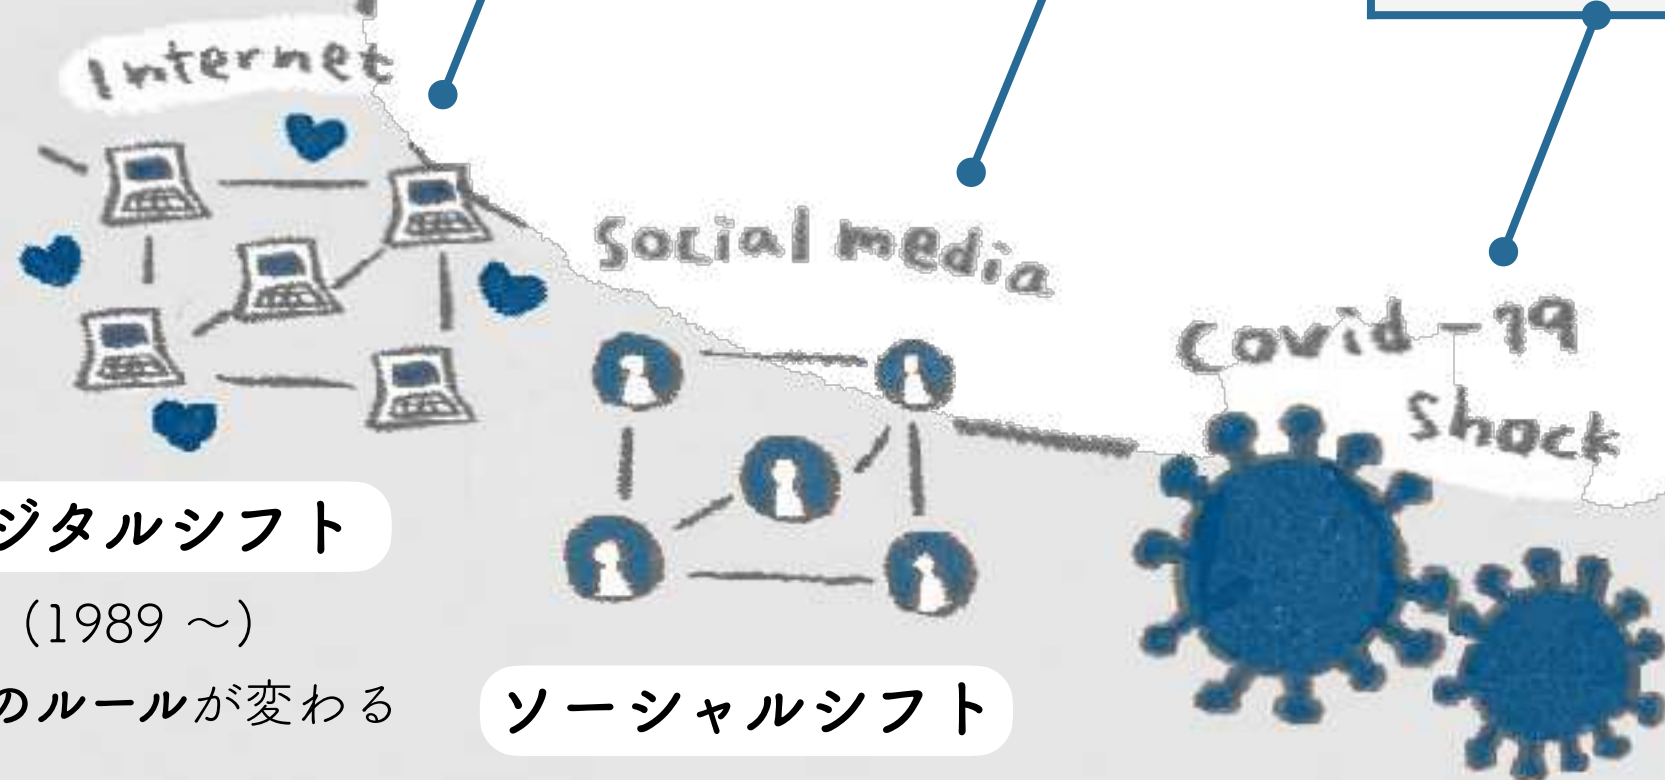 Internet
Social media
Covid-19
Shock
ジタルシフト
(1989 ～)
のルールが変わる
ソーシャルシフト